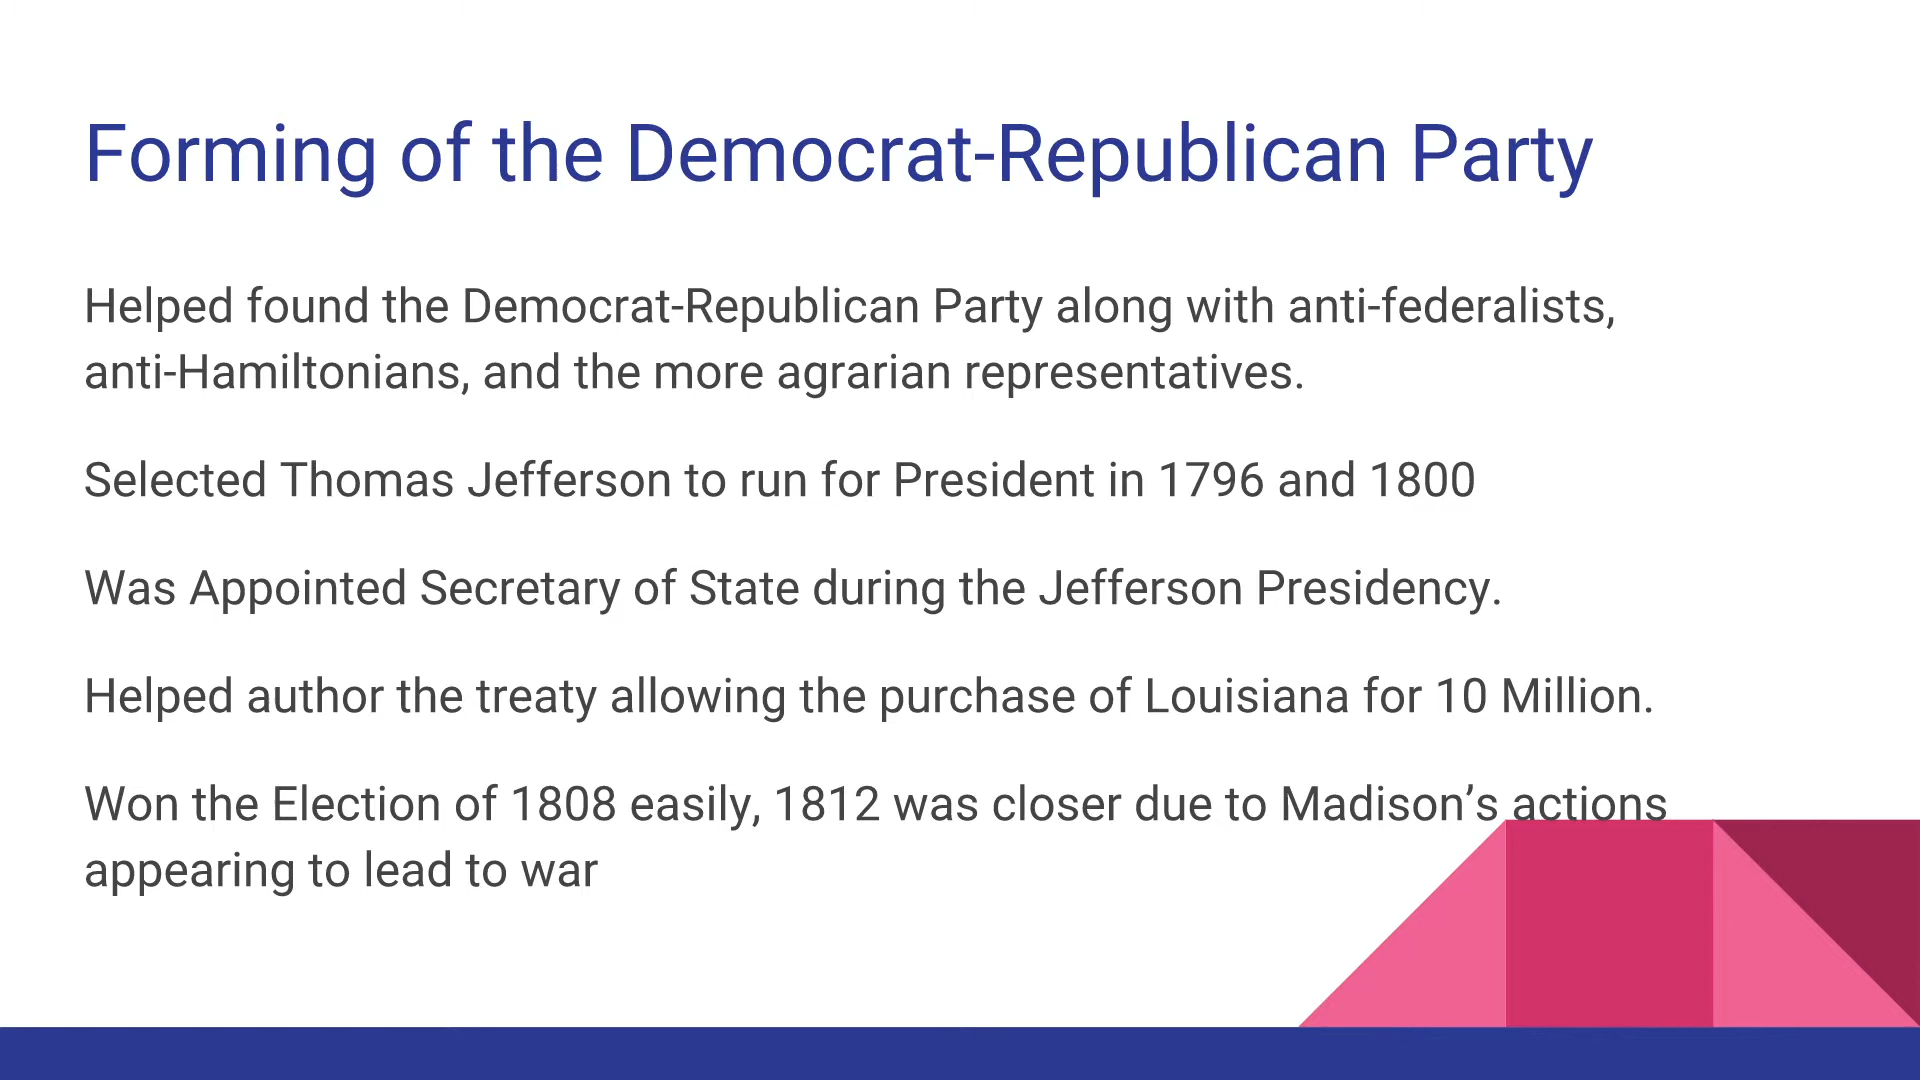 Forming of the Democrat-Republican Party
Helped found the Democrat-Republican Party along with anti-federalists,
anti-Hamiltonians, and the more agrarian representatives.
Selected Thomas Jefferson to run for President in 1796 and 1800
Was Appointed Secretary of State during the Jefferson Presidency.
Helped author the treaty allowing the purchase of Louisiana for 10 Million.
Won the Election of 1808 easily, 1812 was closer due to Madison’s actions
appearing to lead to war